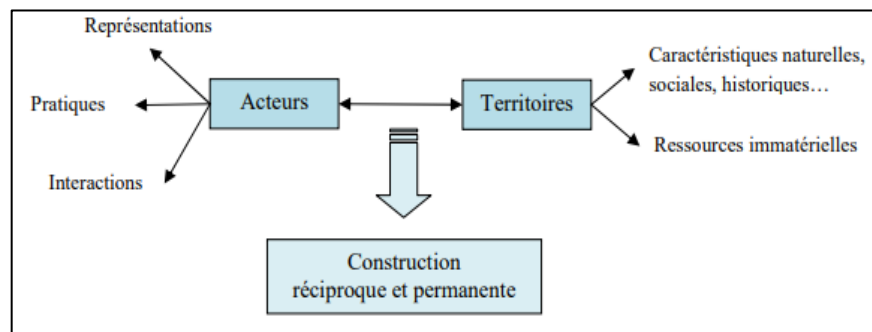 Représentations
Pratiques
Interactions
Acteurs
Territoires
Caractéristiques naturelles,
sociales, historiques…
Ressources immatérielles
Construction
réciproque et permanente